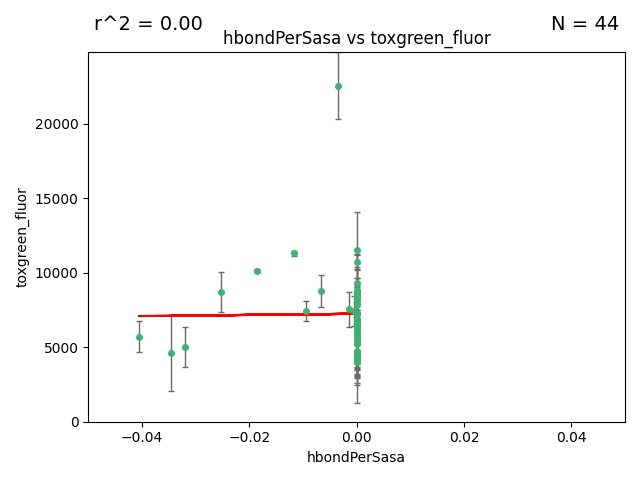 r^2 = 0.00
N = 44
hbondPerSasa vs toxgreen_fluor
toxgreen_fluor
20000
15000
10000
5000
0
−0.04
−0.02
0.00
0.02
0.04
hbondPerSasa